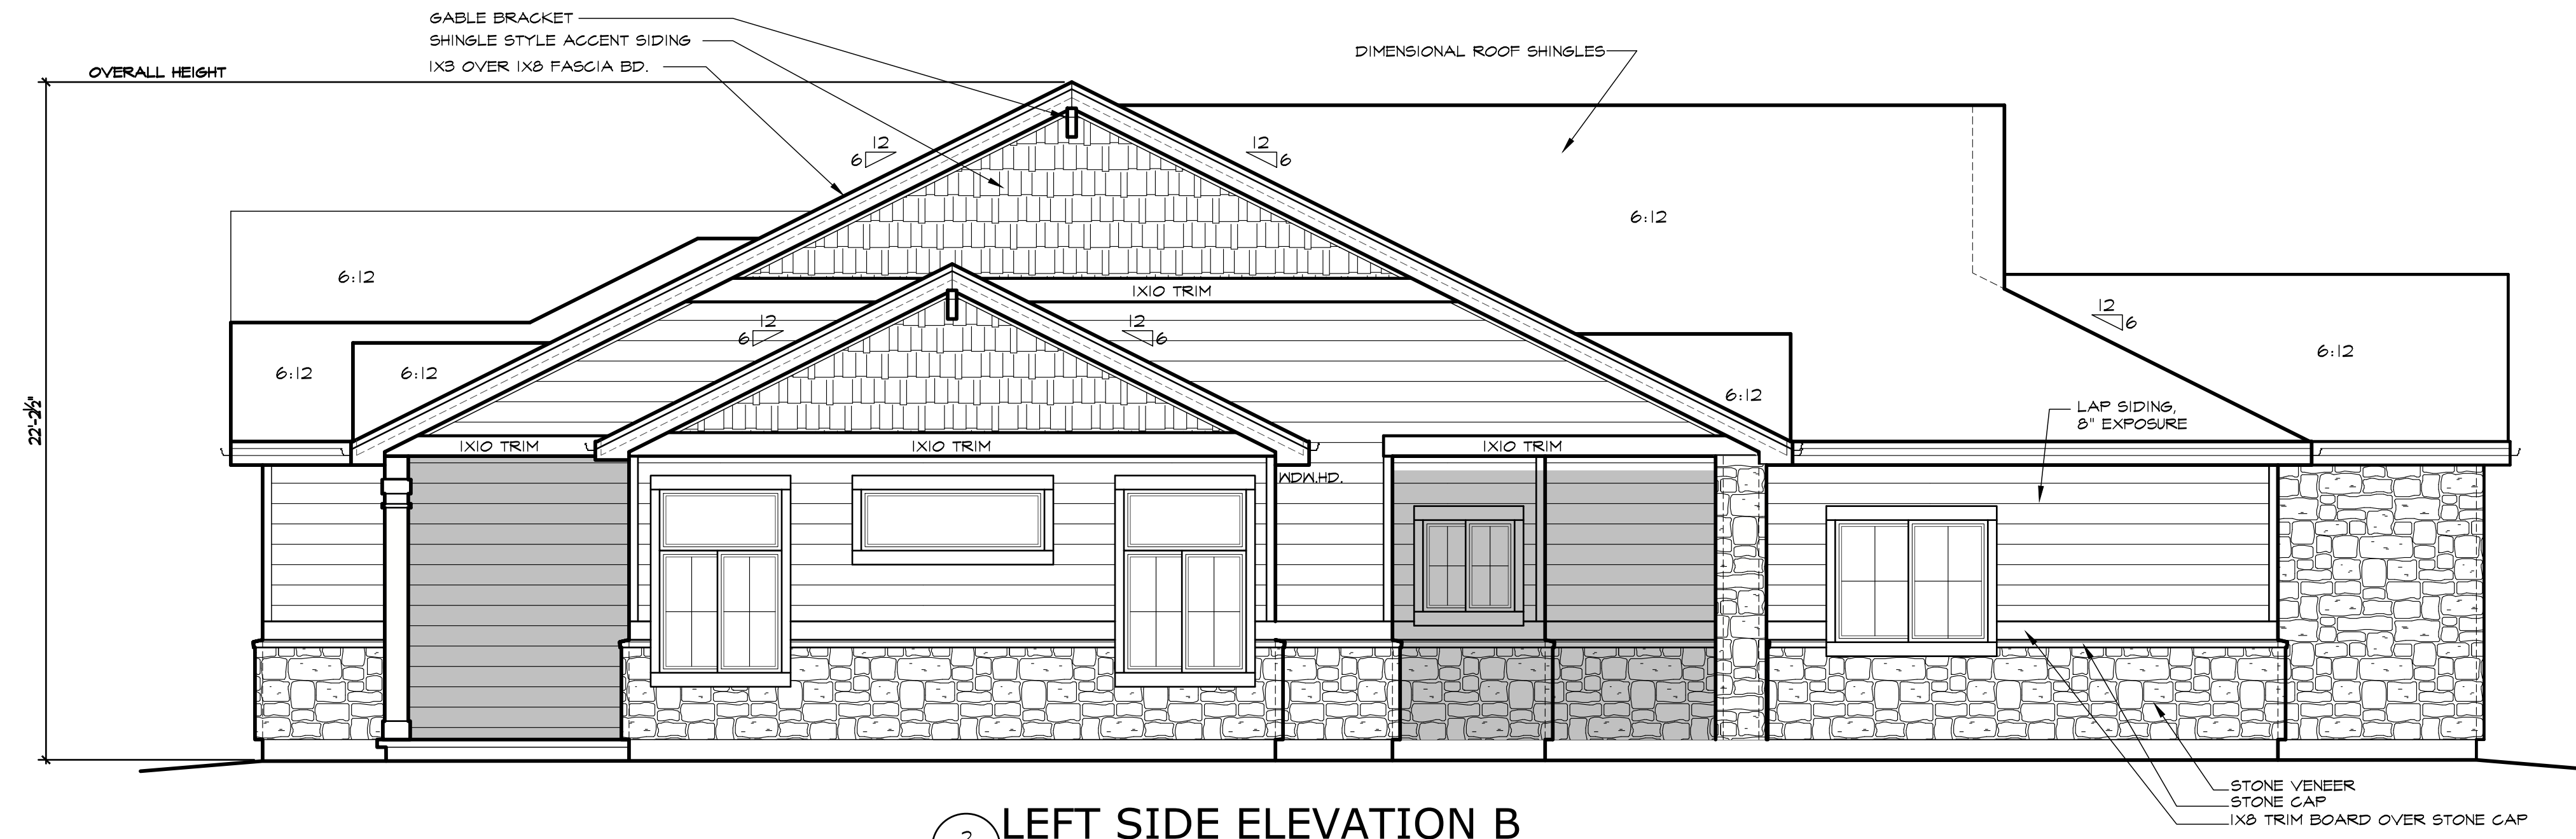 GABLE BRACKET
SHINGLE STYLE ACCENT SIDING
1X3 OVER 1X8 FASCIA BD.
DIMENSIONAL ROOF SHINGLES
OVERALL HEIGHT
12
6
12
6
6:12
6:12
1X10 TRIM
12
6
12
6
12
6
6:12
6:12
6:12
6:12
LAP SIDING,
8" EXPOSURE
22'-2½"
1X10 TRIM
1X10 TRIM
1X10 TRIM
WDW.HD.
STONE VENEER
STONE CAP
1X8 TRIM BOARD OVER STONE CAP
LEFT SIDE ELEVATION B